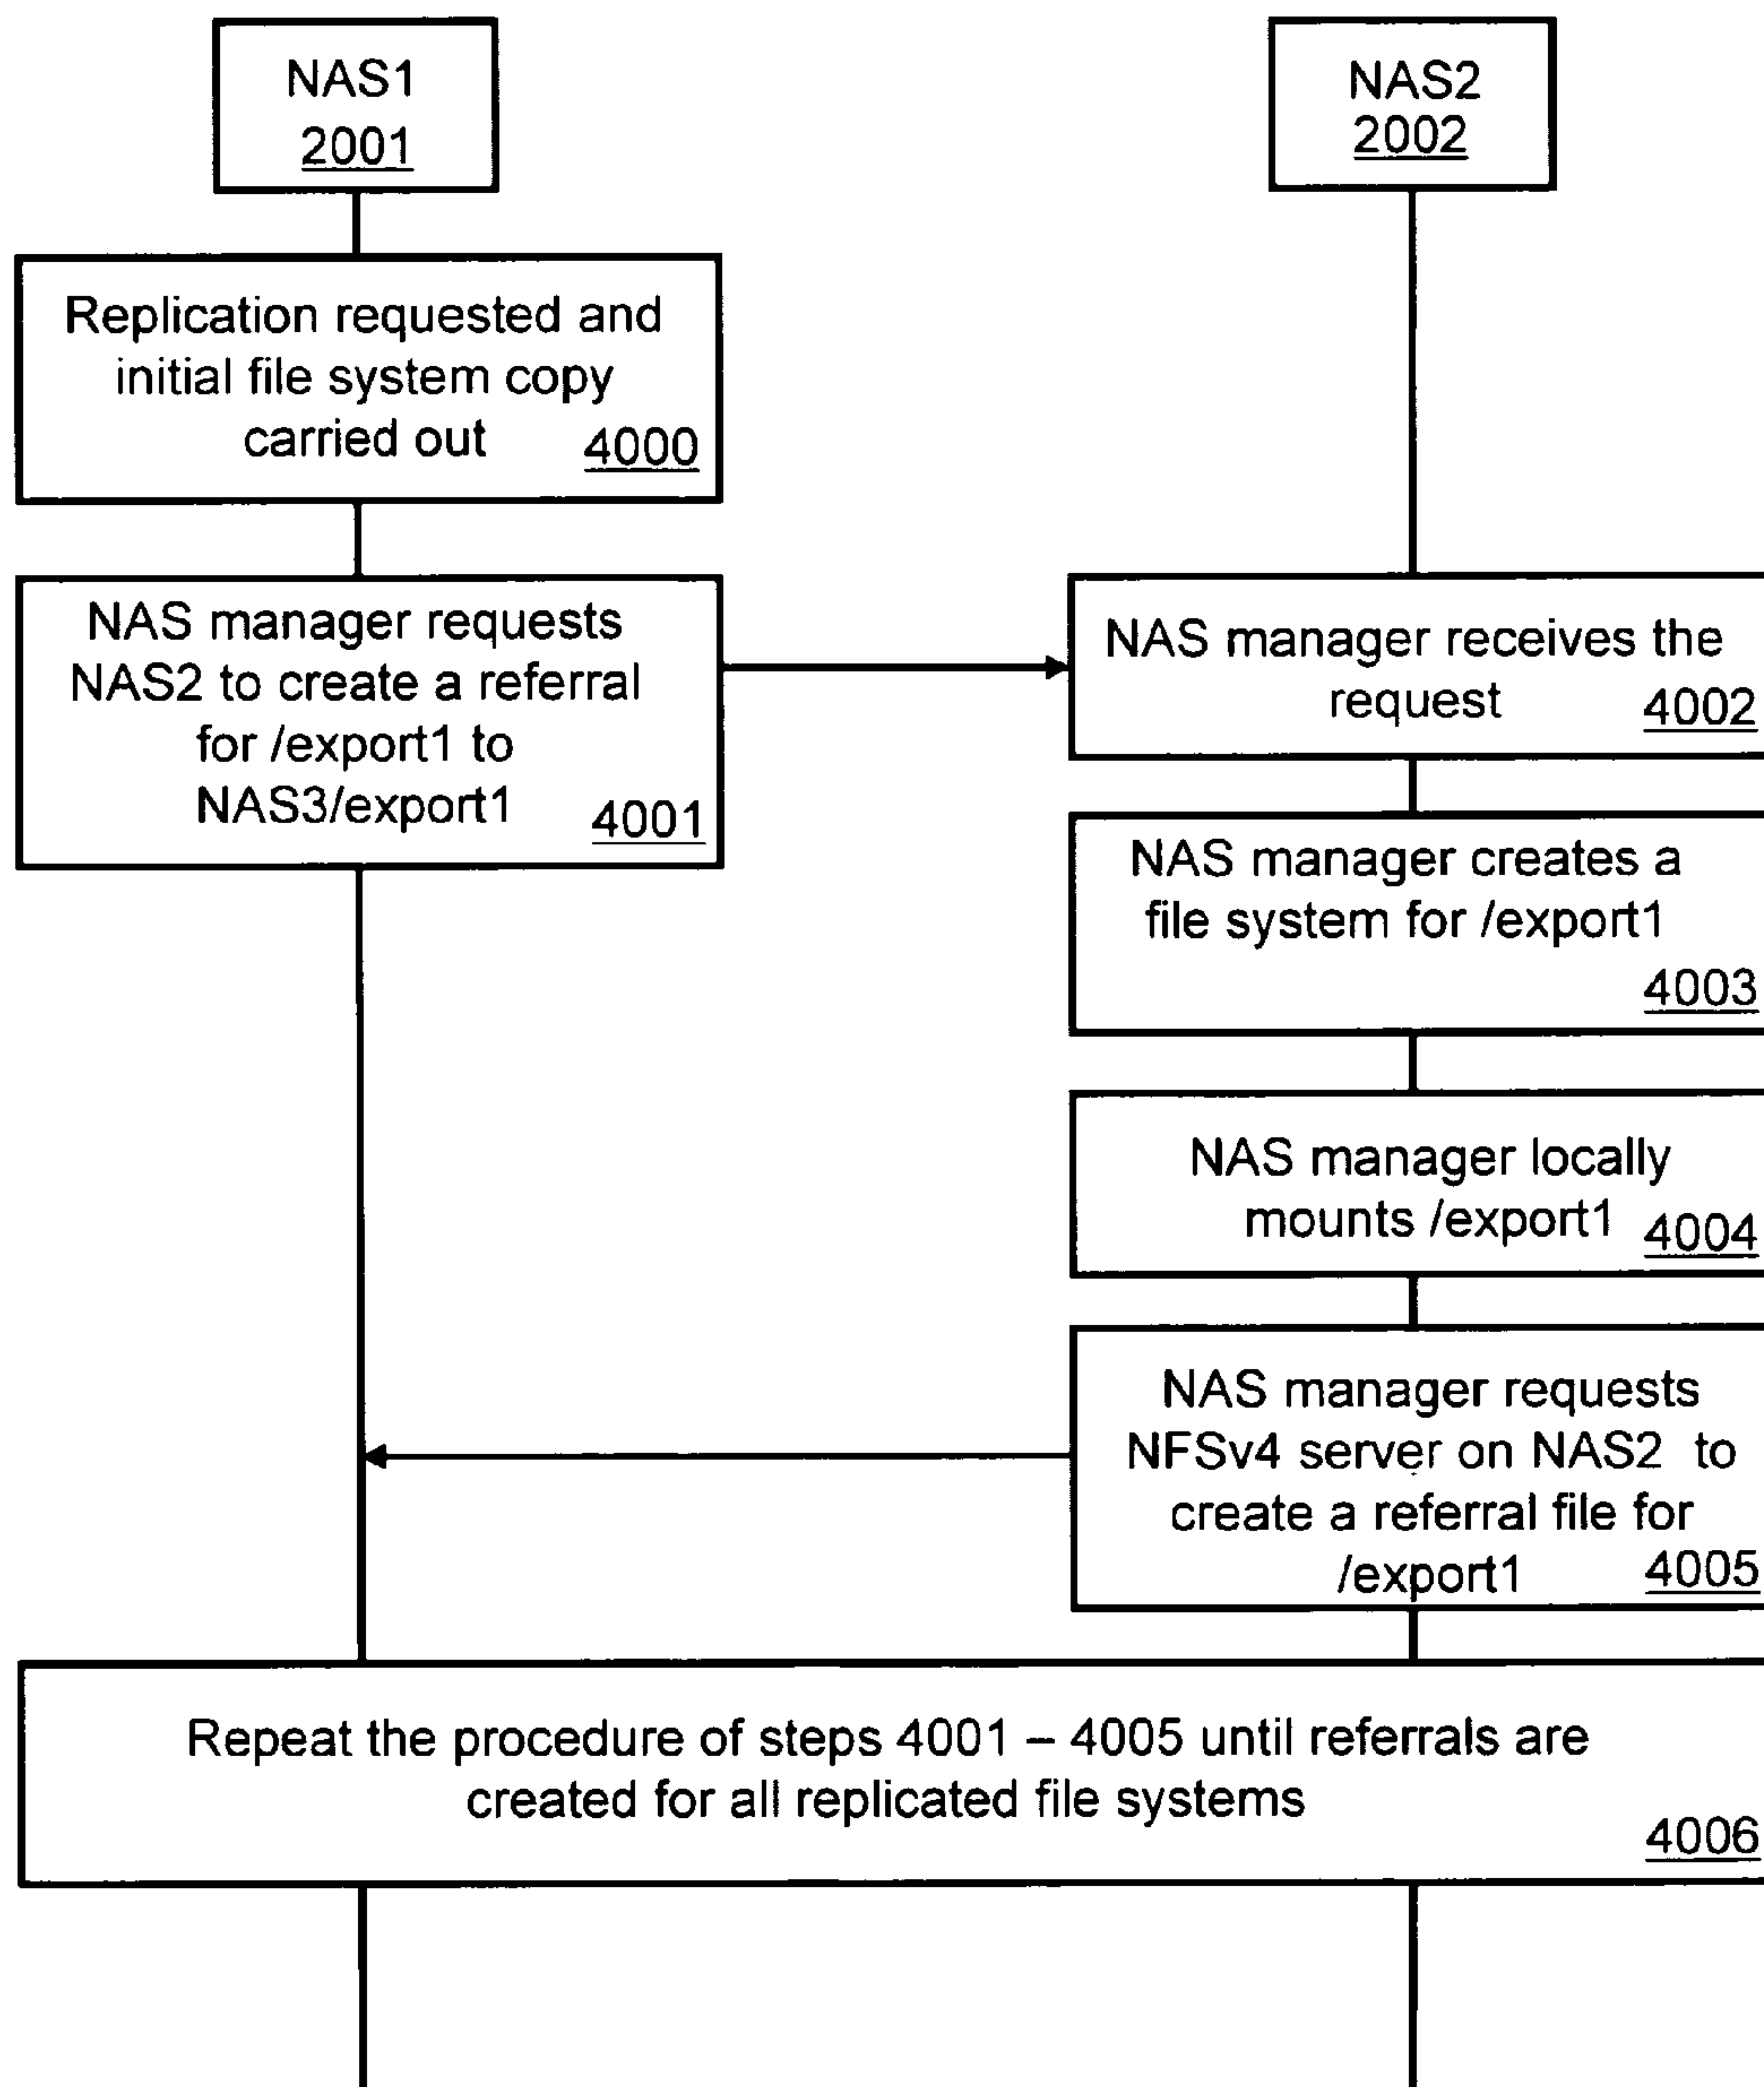 NAS1
2001
NAS2
2002
Replication requested and
initial file system copy
carried out
4000
NAS manager requests
NAS2 to create a referral
for /export1 to
NAS3/export1
4001
NAS manager receives the
request
4002
NAS manager creates a
file system for /export1
4003
NAS manager locally
mounts /export1
4004
NAS manager requests
NFSv4 server on NAS2 to
create a referral file for
/export1
4005
Repeat the procedure of steps 4001 – 4005 until referrals are
created for all replicated file systems
4006